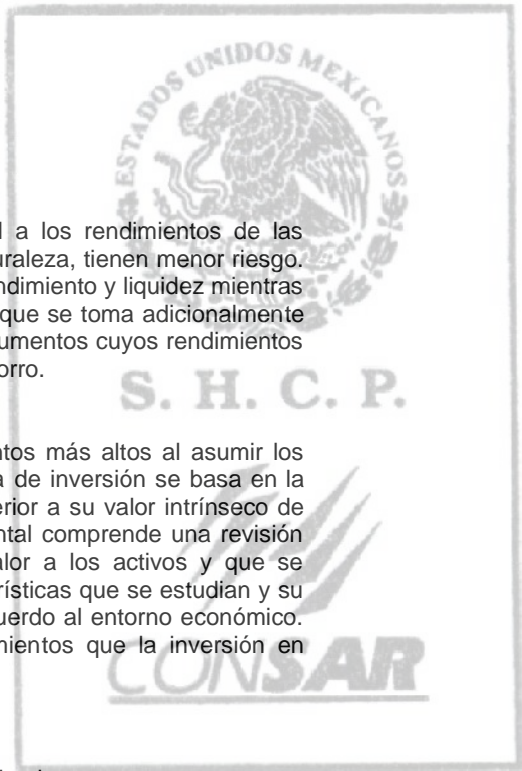 ESTADOS UNIDOS MEXICANOS
l a los rendimientos de las
uraleza, tienen menor riesgo.
ndimiento y liquidez mientras
que se toma adicionalmente
umentos cuyos rendimientos
orro.
S. H. C. P.
ntos más altos al asumir los
a de inversión se basa en la
erior a su valor intrínseco de
ntal comprende una revisión
alor a los activos y que se
rísticas que se estudian y su
uerdo al entorno económico.
mientos que la inversión en
CONSAR